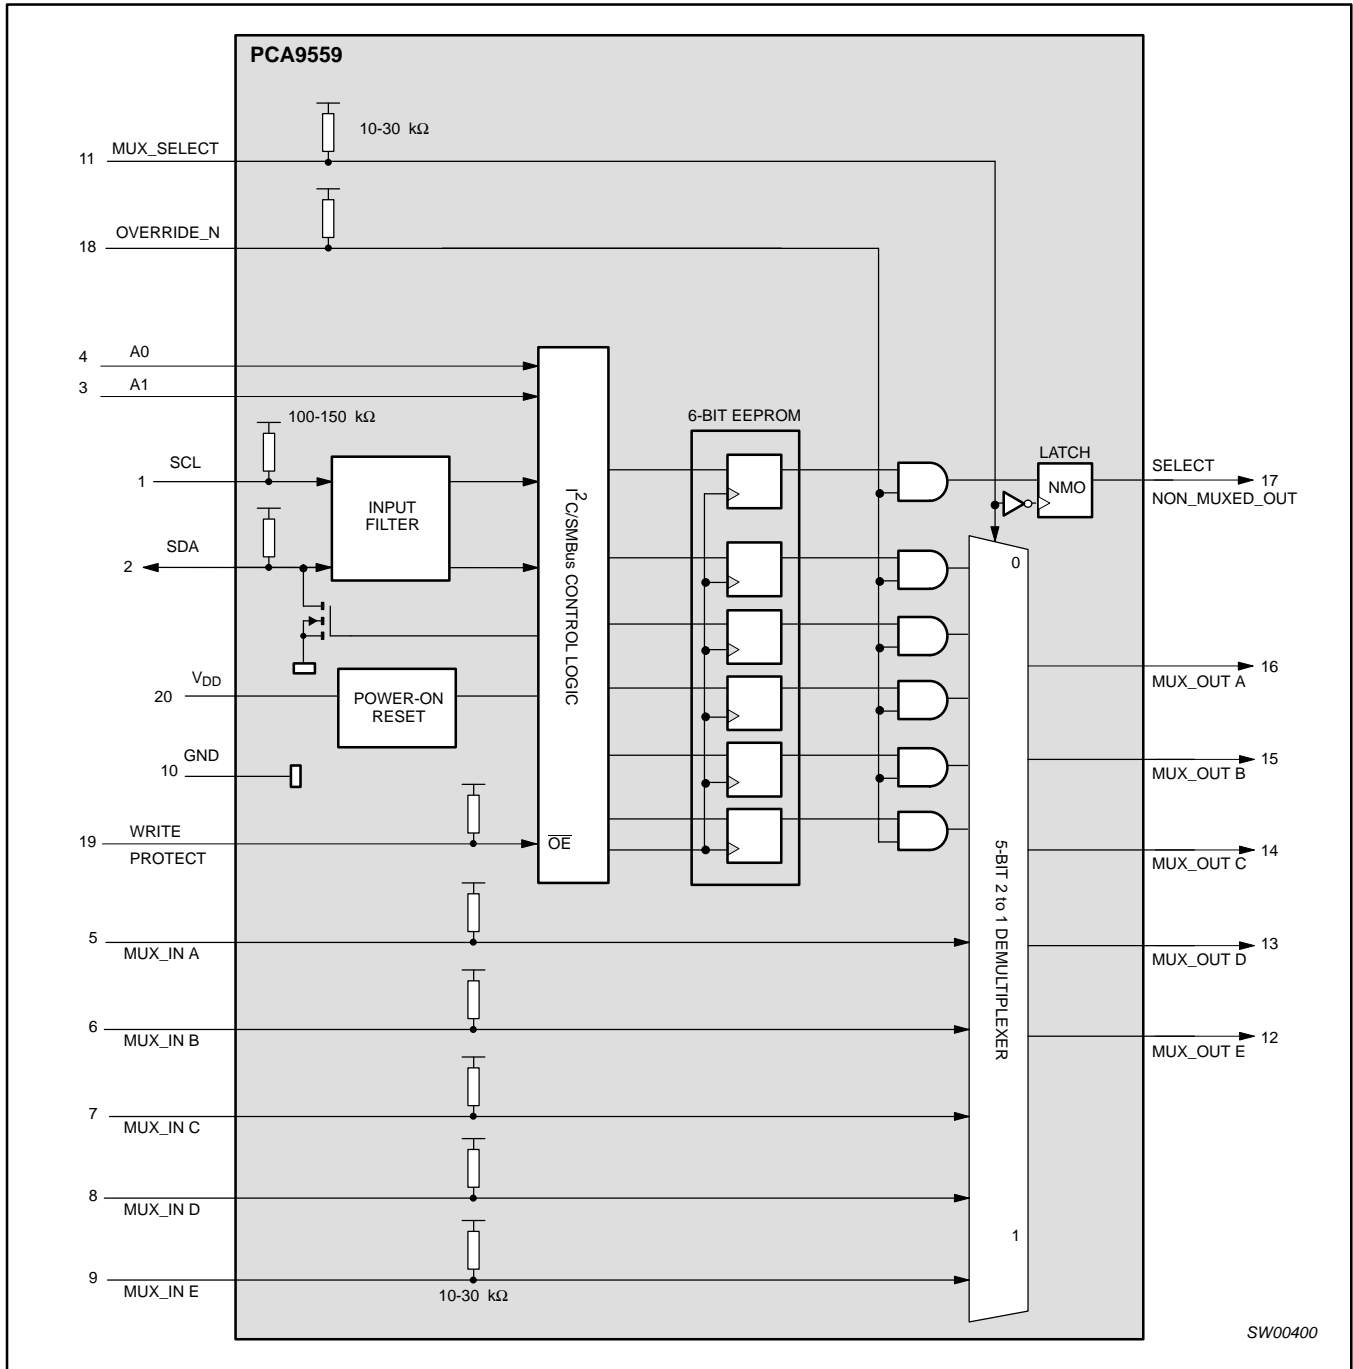 PCA9559
10-30 kΩ
11 MUX_SELECT
18 OVERRIDE_N
4 A0
3 A1
100-150 kΩ
1 SCL
2 SDA
INPUT
FILTER
I2C/SMBus CONTROL LOGIC
OE
20 VDD
POWER-ON
RESET
10 GND
19 WRITE
PROTECT
6-BIT EEPROM
LATCH
NMO
SELECT
17
NON_MUXED_OUT
0
5-BIT 2 to 1 DEMULTIPLEXER
1
16
MUX_OUT A
15
MUX_OUT B
14
MUX_OUT C
13
MUX_OUT D
12
MUX_OUT E
5
MUX_IN A
6
MUX_IN B
7
MUX_IN C
8
MUX_IN D
9
MUX_IN E
10-30 kΩ
SW00400